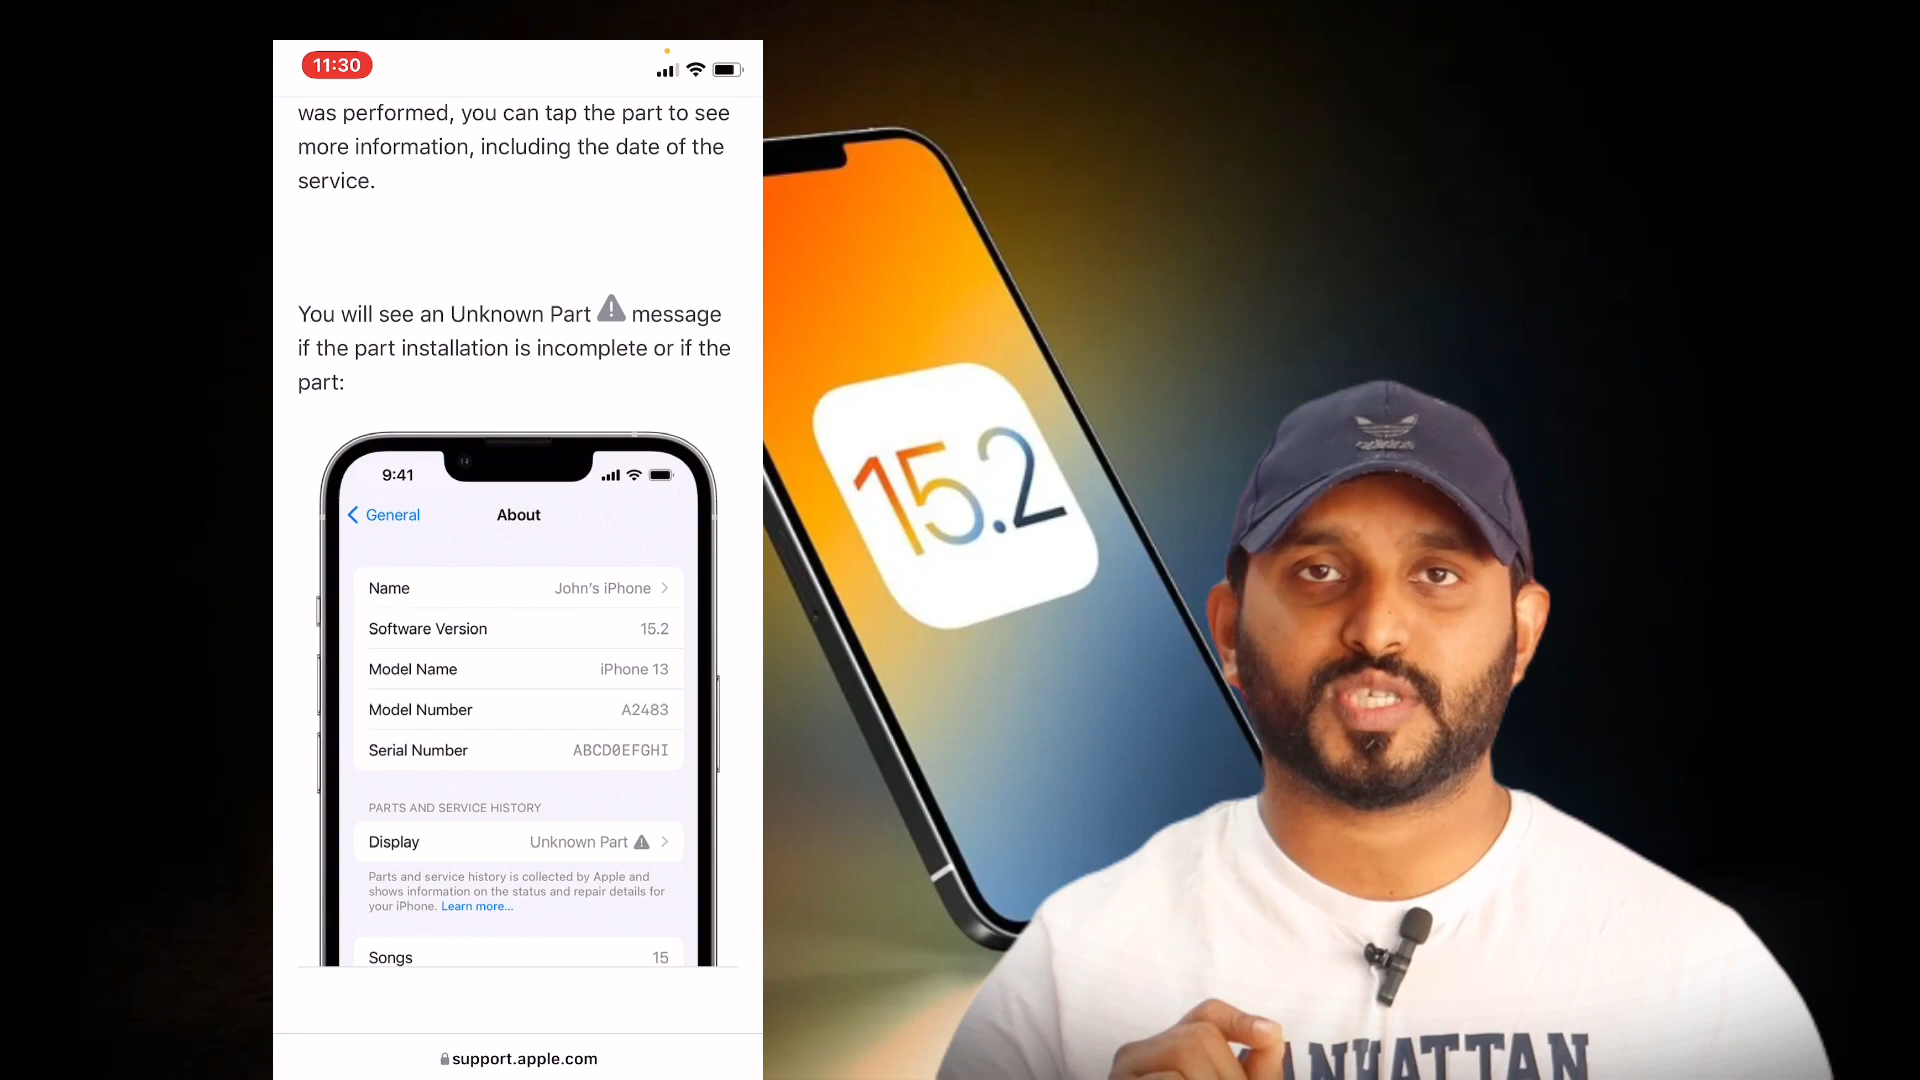 11:30
was performed, you can tap the part to see
more information, including the date of the
service.
You will see an Unknown Part message
if the part installation is incomplete or if the
part:
9:41
General
About
Name
John's iPhone
Software Version
15.2
Model Name
iPhone 13
Model Number
A2483
Serial Number
ABCD0EFGHI
PARTS AND SERVICE HISTORY
Display
Unknown Part
Parts and service history is collected by Apple and
shows information on the status and repair details for
your iPhone. Learn more...
Songs
15
support.apple.com
15.2
adidas
MANHATTAN